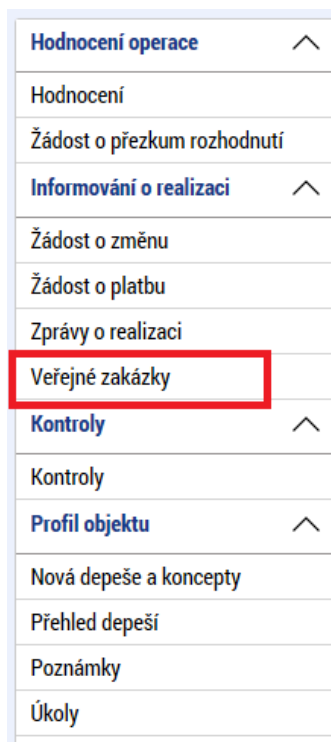 Hodnocení operace
Hodnocení
Žádost o přezkum rozhodnutí
Informování o realizaci
Žádost o změnu
Žádost o platbu
Zprávy o realizaci
Veřejné zakázky
Kontroly
Kontroly
Profil objektu
Nová depeše a koncepty
Přehled depeší
Poznámky
Úkoly